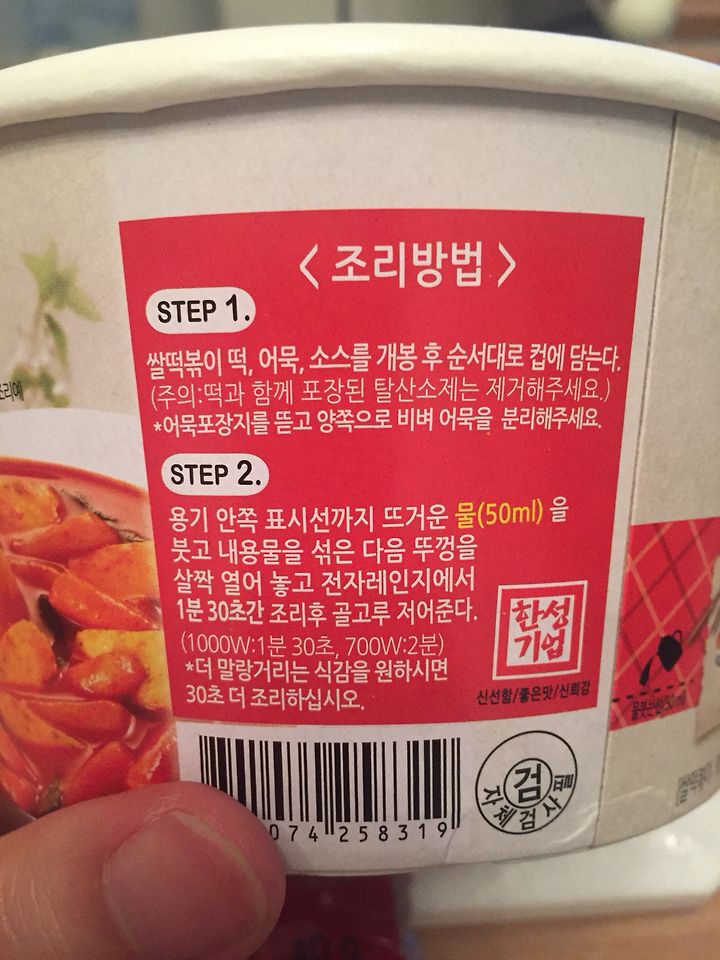 〈 조리방법 〉
STEP 1.
쌀떡볶이 떡, 어묵, 소스를 개봉 후 순서대로 컵에 담는다.
(주의:떡과 함께 포장된 탈산소제는 제거해주세요.)
*어묵포장지를 뜯고 양쪽으로 비벼 어묵을 분리해주세요.
STEP 2.
용기 안쪽 표시선까지 뜨거운 물(50ml) 을
붓고 내용물을 섞은 다음 뚜껑을
살짝 열어 놓고 전자레인지에서
1분 30초간 조리후 골고루 저어준다.
(1000W:1분 30초, 700W:2분)
*더 말랑거리는 식감을 원하시면
30초 더 조리하십시오.
한성
기업
신선함/좋은맛/신뢰감
조리예
물붓는선(50ml)
074 258319
검
자체검사필